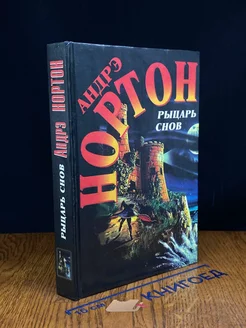 АНДРЭ
НОРТОН
РЫЦАРЬ
СНОВ
РЫЦАРЬ СНОВ Андрэ НОРТОН
КНИГОЕД